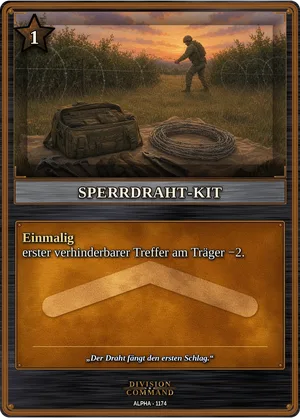 1
SPERRDRAHT-KIT
Einmalig
erster verhinderbarer Treffer am Träger −2.
„Der Draht fängt den ersten Schlag.“
DIVISION
COMMAND
ALPHA - 1174